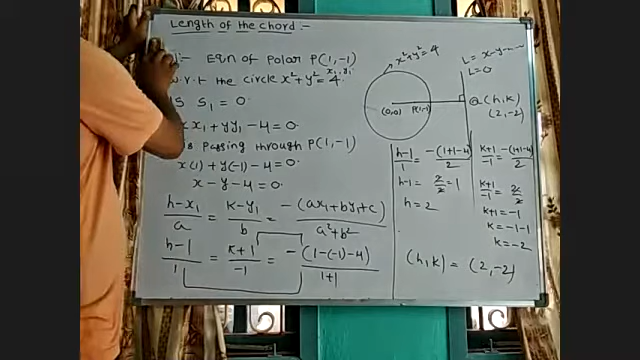 Length of the chord :-
:- Eqn of Polar P(1,-1)
w.r.t the circle x²+y²=4.
x₁, y₁
is S₁ = 0.
xx₁ + yy₁ - 4 = 0.
is passing through P(1,-1)
x(1) + y(-1) - 4 = 0.
x - y - 4 = 0.
h-x₁/a = k-y₁/b = -(ax₁+by₁+c)/a²+b²
h-1/1 = k+1/-1 = -(1-(-1)-4)/1+1
x²+y²=4
(0,0)
P(1,-1)
L = x-y-...
L=0
Q(h,k)
(2,-2)
h-1/1 = -(1+1-4)/2
h-1 = 2/2 = 1
h = 2
k+1/-1 = -(1+1-4)/2
k+1/-1 = 2/2
k+1 = -1
k = -1-1
k = -2
(h,k) = (2,-2)